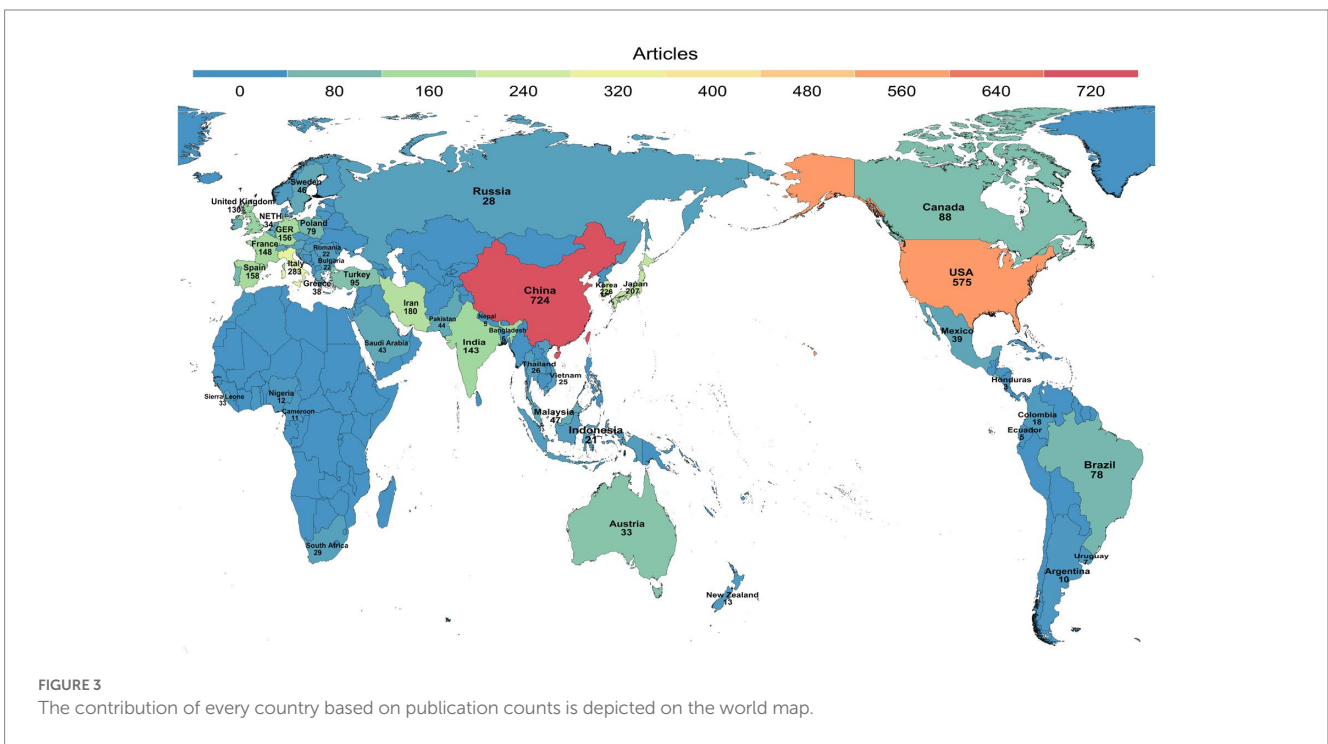 Articles
0 80 160 240 320 400 480 560 640 720
Sweden
46
Russia
28
United Kingdom
130
NETH
34
GER
156
Poland
79
France
148
Romania
22
Bulgaria
22
Italy
283
Spain
158
Greece
38
Turkey
95
Canada
88
USA
575
China
724
Korea
226
Japan
207
Iran
180
Pakistan
44
Nepal
5
Bangladesh
India
143
Saudi Arabia
43
Mexico
39
Thailand
26
Vietnam
25
Honduras
Sierra Leone
33
Nigeria
12
Cameroon
11
Malaysia
47
Indonesia
21
Colombia
18
Ecuador
Brazil
78
Austria
33
South Africa
29
Uruguay
7
Argentina
10
New Zealand
13
FIGURE 3
The contribution of every country based on publication counts is depicted on the world map.